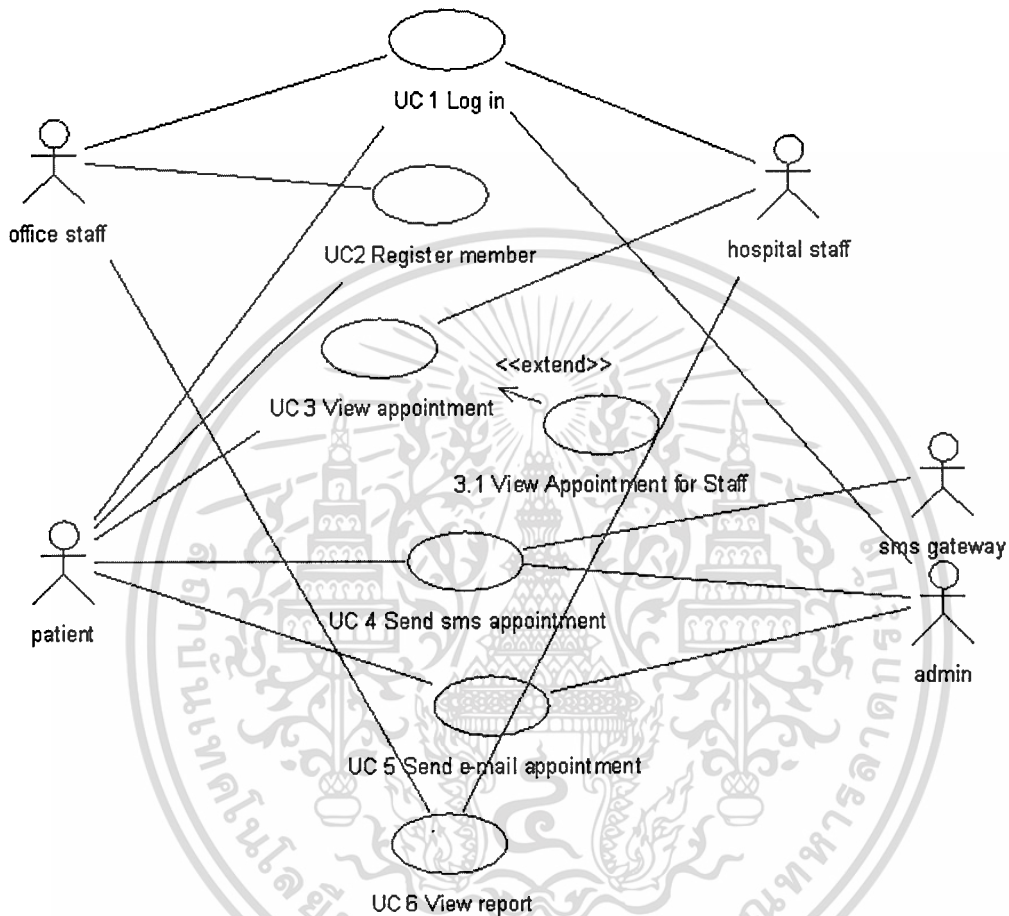 UC 1 Log in
office staff
hospital staff
UC2 Register member
<<extend>>
UC 3 View appointment
3.1 View Appointment for Staff
sms gateway
patient
UC 4 Send sms appointment
admin
UC 5 Send e-mail appointment
UC 6 View report